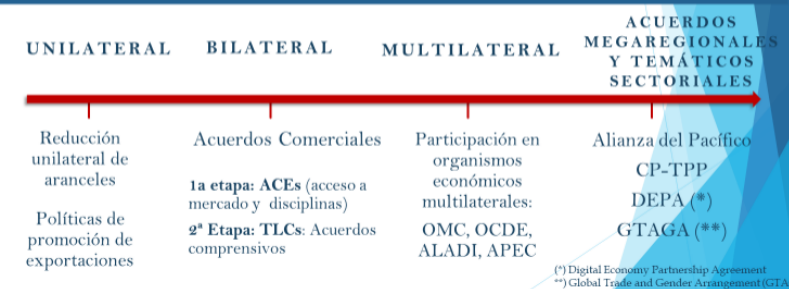 UNILATERAL
BILATERAL
MULTILATERAL
ACUERDOS
MEGAREGIONALES
Y TEMÁTICOS
SECTORIALES
Reducción
unilateral de
aranceles
Políticas de
promoción de
exportaciones
Acuerdos Comerciales
1a etapa: ACEs (acceso a
mercado y disciplinas)
2ª Etapa: TLCs: Acuerdos
comprensivos
Participación en
organismos
económicos
multilaterales:
OMC, OCDE,
ALADI, APEC
Alianza del Pacífico
CP-TPP
DEPA (*)
GTAGA (**)
(*) Digital Economy Partnership Agreement
**) Global Trade and Gender Arrangement (GTA